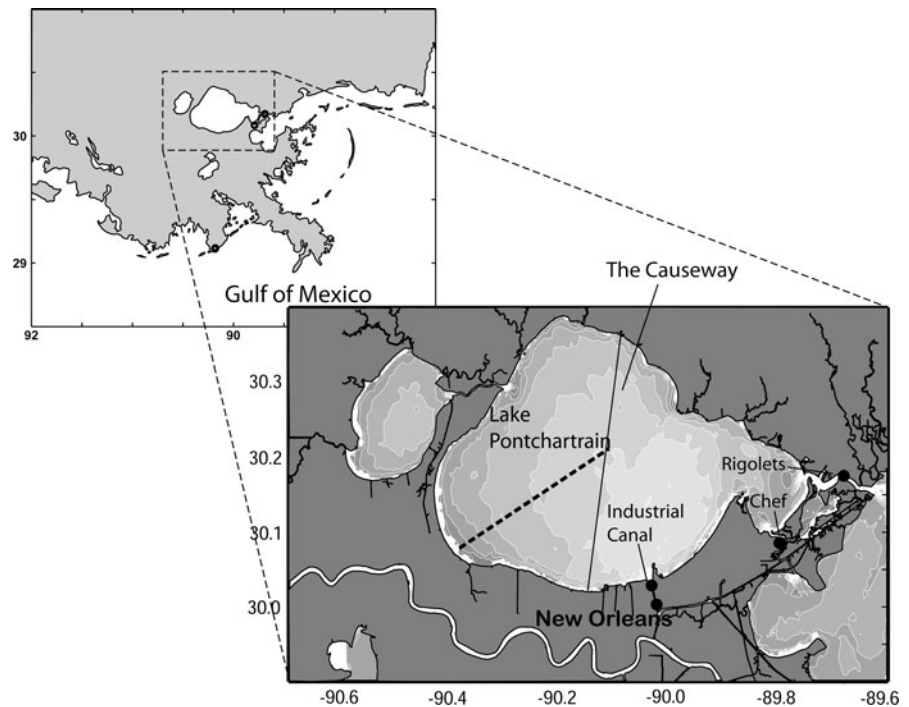 30
29
92
90
88
Gulf of Mexico
The Causeway
30.3
30.2
30.1
30.0
Lake
Pontchartrain
Rigolets
Chef
Industrial
Canal
New Orleans
-90.6
-90.4
-90.2
-90.0
-89.8
-89.6